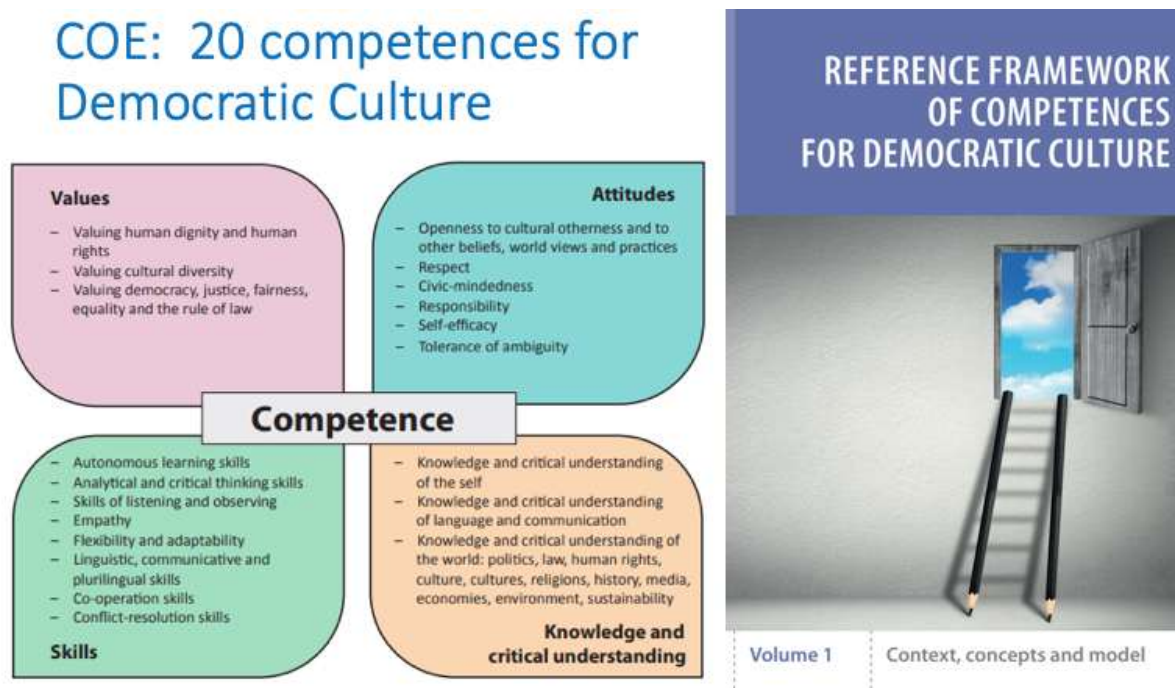 COE: 20 competences for
Democratic Culture
Values
– Valuing human dignity and human
rights
– Valuing cultural diversity
– Valuing democracy, justice, fairness,
equality and the rule of law
Attitudes
– Openness to cultural otherness and to
other beliefs, world views and practices
– Respect
– Civic-mindedness
– Responsibility
– Self-efficacy
– Tolerance of ambiguity
Competence
– Autonomous learning skills
– Analytical and critical thinking skills
– Skills of listening and observing
– Empathy
– Flexibility and adaptability
– Linguistic, communicative and
plurilingual skills
– Co-operation skills
– Conflict-resolution skills
Skills
– Knowledge and critical understanding
of the self
– Knowledge and critical understanding
of language and communication
– Knowledge and critical understanding of
the world: politics, law, human rights,
culture, cultures, religions, history, media,
economies, environment, sustainability
Knowledge and
critical understanding
REFERENCE FRAMEWORK
OF COMPETENCES
FOR DEMOCRATIC CULTURE
Volume 1
Context, concepts and model